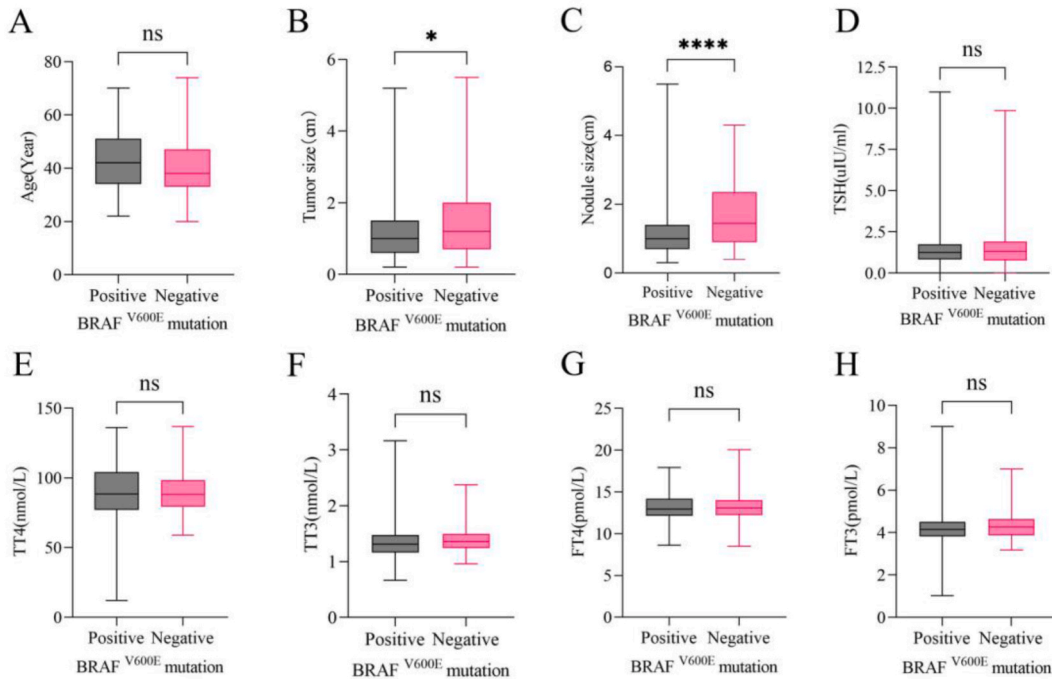 A
ns
Age(Year)
80
60
40
20
0
Positive Negative
BRAF V600E mutation
B
*
Tumor size(cm)
6
4
2
0
Positive Negative
BRAF V600E mutation
C
****
Nodule size(cm)
6
4
2
0
Positive Negative
BRAF V600E mutation
D
ns
TSH(uIU/ml)
12.5
10.0
7.5
5.0
2.5
0.0
Positive Negative
BRAF V600E mutation
E
ns
TT4(nmol/L)
150
100
50
0
Positive Negative
BRAF V600E mutation
F
ns
TT3(nmol/L)
4
3
2
1
0
Positive Negative
BRAF V600E mutation
G
ns
FT4(pmol/L)
25
20
15
10
5
0
Positive Negative
BRAF V600E mutation
H
ns
FT3(pmol/L)
10
8
6
4
2
0
Positive Negative
BRAF V600E mutation